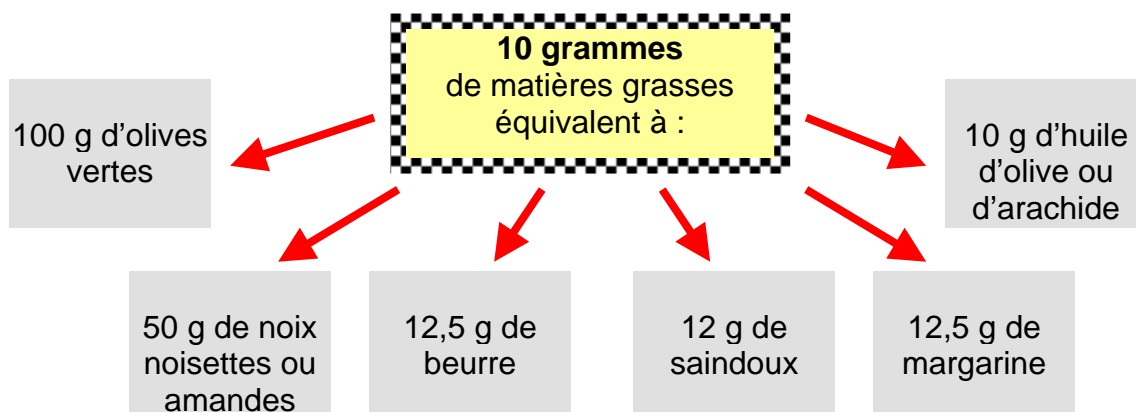 10 grammes
de matières grasses
équivalent à :
100 g d’olives
vertes
10 g d’huile
d’olive ou
d’arachide
50 g de noix
noisettes ou
amandes
12,5 g de
beurre
12 g de
saindoux
12,5 g de
margarine